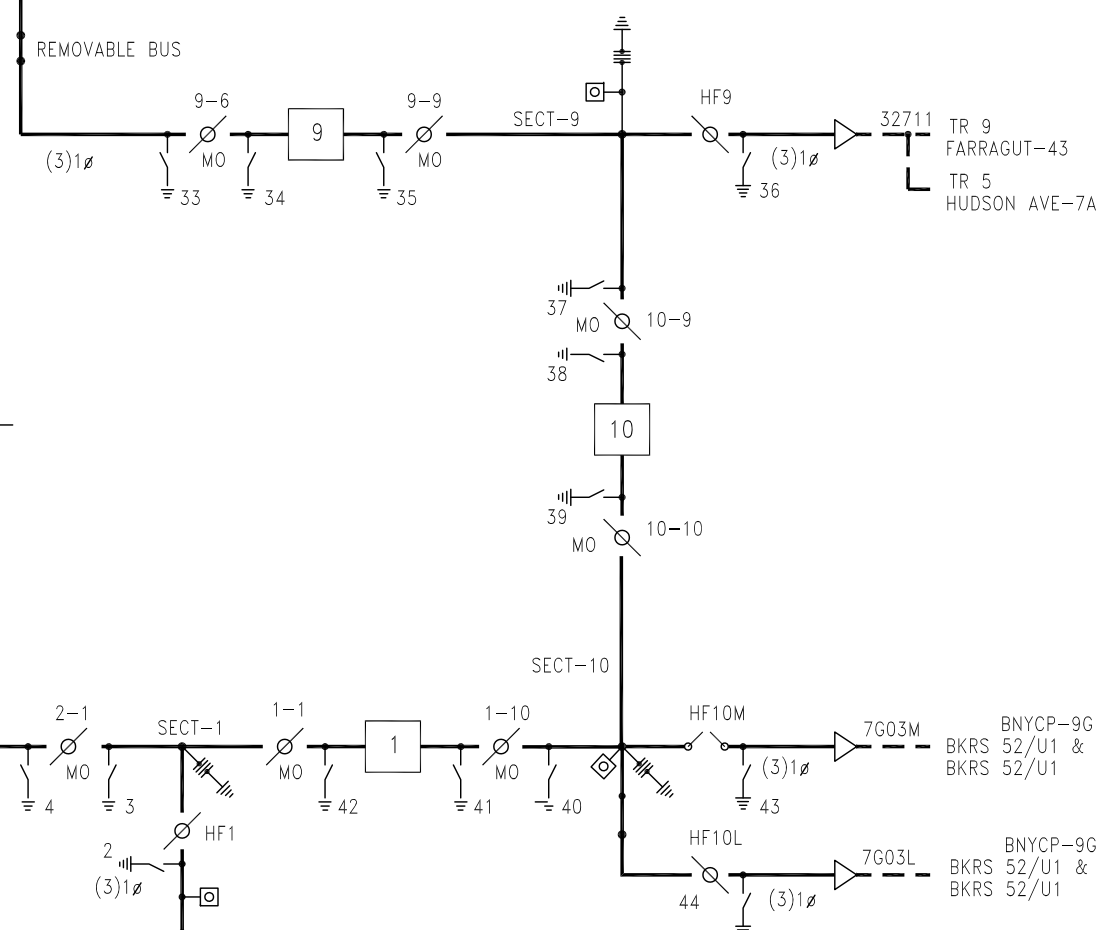 REMOVABLE BUS
9-6
9
9-9
SECT-9
HF9
32711
TR 9
FARRAGUT-43
(3)1ø
MO
MO
(3)1ø
33
34
35
36
TR 5
HUDSON AVE-7A
37
MO
10-9
38
10
39
MO
10-10
SECT-10
2-1
SECT-1
1-1
1
1-10
HF10M
7G03M
BNYCP-9G
BKRS 52/U1 &
BKRS 52/U1
MO
MO
MO
(3)1ø
4
3
42
41
40
43
HF1
2
(3)1ø
HF10L
7G03L
BNYCP-9G
BKRS 52/U1 &
BKRS 52/U1
44
(3)1ø